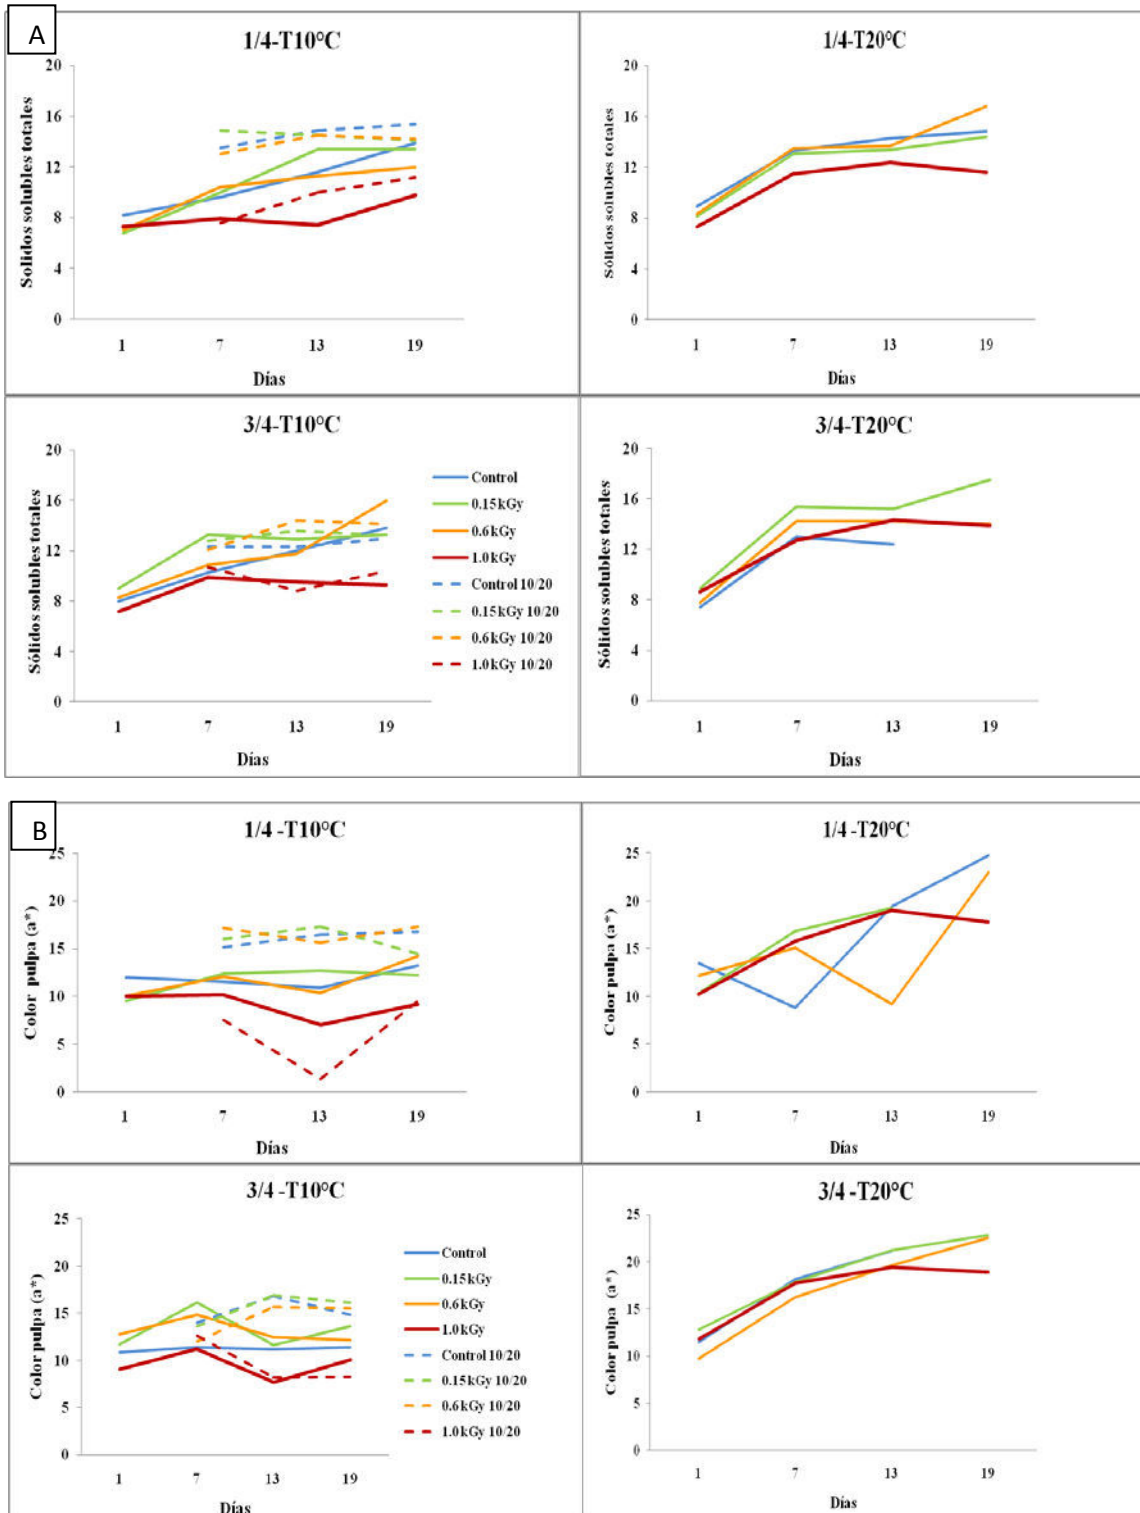 A
1/4-T10°C
20
16
12
8
4
0
Solidos solubles totales
1 7 13 19
Días
1/4-T20°C
20
16
12
8
4
0
Sólidos solubles totales
1 7 13 19
Días
3/4-T10°C
20
16
12
8
4
0
Sólidos solubles totales
1 7 13 19
Días
Control
0.15kGy
0.6kGy
1.0kGy
Control 10/20
0.15kGy 10/20
0.6kGy 10/20
1.0kGy 10/20
3/4-T20°C
20
16
12
8
4
0
Sólidos solubles totales
1 7 13 19
Días
B
1/4 -T10°C
25
20
15
10
5
0
Color pulpa (a*)
1 7 13 19
Días
1/4 -T20°C
25
20
15
10
5
0
Color pulpa (a*)
1 7 13 19
Días
3/4 -T10°C
25
20
15
10
5
0
Color pulpa (a*)
1 7 13 19
Días
Control
0.15kGy
0.6kGy
1.0kGy
Control 10/20
0.15kGy 10/20
0.6kGy 10/20
1.0kGy 10/20
3/4 -T20°C
25
20
15
10
5
0
Color pulpa (a*)
1 7 13 19
Días